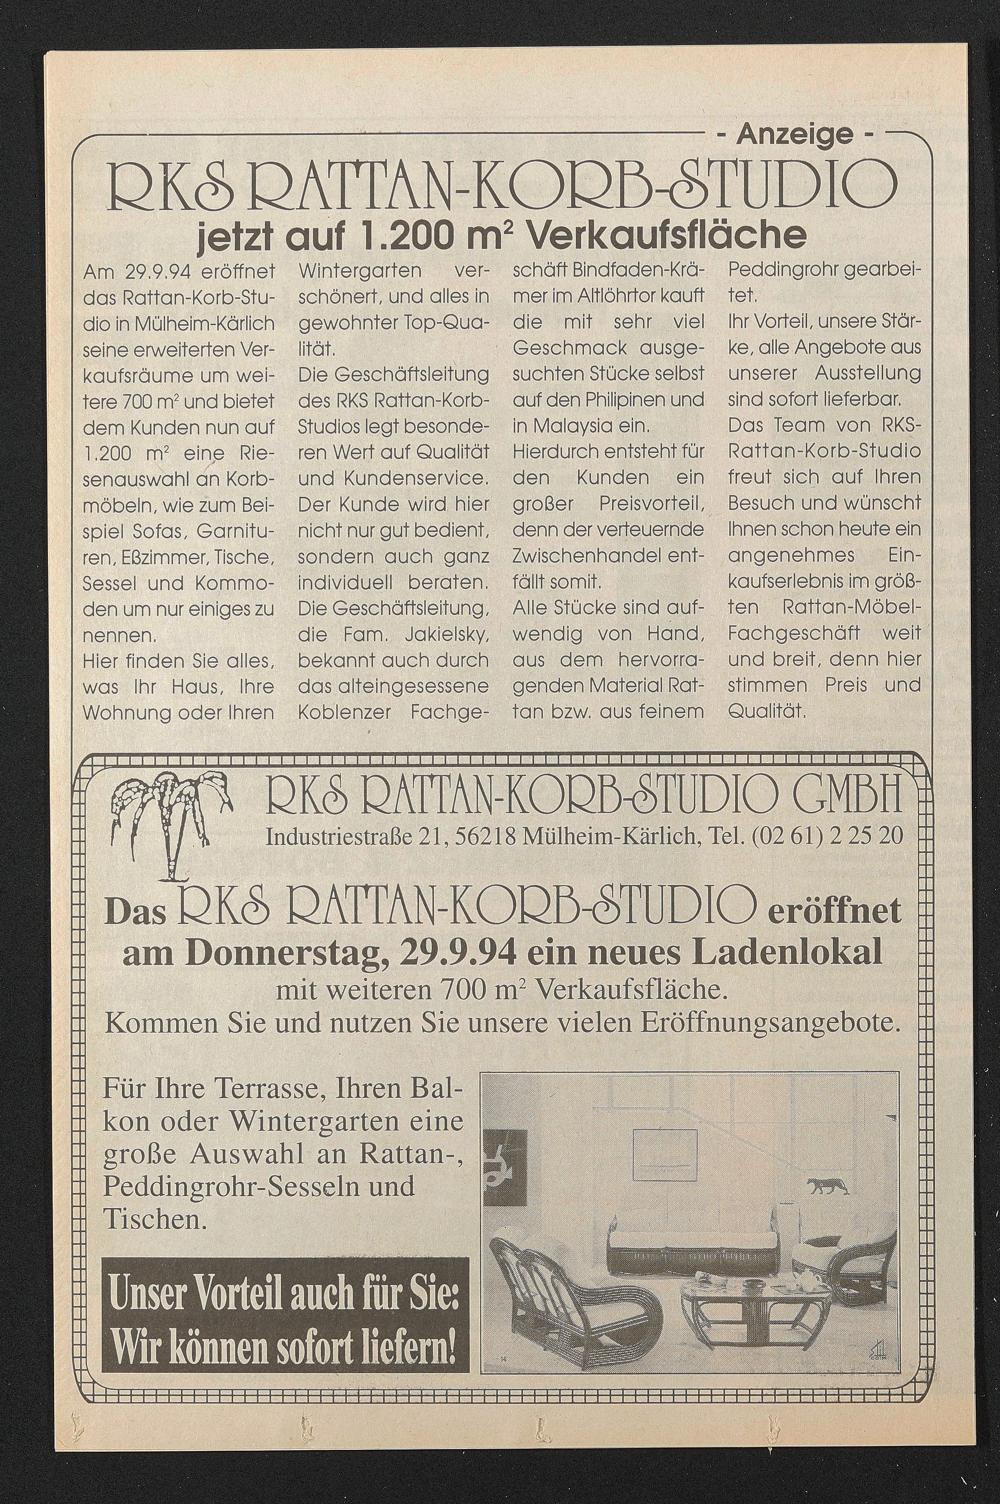 - Anzeige -
RKS RATTAN-KORB-STUDIO
jetzt auf 1.200 m² Verkaufsfläche
Am 29.9.94 eröffnet
das Rattan-Korb-Stu-
dio in Mülheim-Kärlich
seine erweiterten Ver-
kaufsräume um wei-
tere 700 m² und bietet
dem Kunden nun auf
1.200 m² eine Rie-
senauswahl an Korb-
möbeln, wie zum Bei-
spiel Sofas, Garnitu-
ren, Eßzimmer, Tische,
Sessel und Kommo-
den um nur einiges zu
nennen.
Hier finden Sie alles,
was Ihr Haus, Ihre
Wohnung oder Ihren
Wintergarten ver-
schönert, und alles in
gewohnter Top-Qua-
lität.
Die Geschäftsleitung
des RKS Rattan-Korb-
Studios legt besonde-
ren Wert auf Qualität
und Kundenservice.
Der Kunde wird hier
nicht nur gut bedient,
sondern auch ganz
individuell beraten.
Die Geschäftsleitung,
die Fam. Jakielsky,
bekannt auch durch
das alteingesessene
Koblenzer Fachge-
schäft Bindfaden-Krä-
mer im Altlöhrtor kauft
die mit sehr viel
Geschmack ausge-
suchten Stücke selbst
auf den Philipinen und
in Malaysia ein.
Hierdurch entsteht für
den Kunden ein
großer Preisvorteil,
denn der verteuernde
Zwischenhandel ent-
fällt somit.
Alle Stücke sind auf-
wendig von Hand,
aus dem hervorra-
genden Material Rat-
tan bzw. aus feinem
Peddingrohr gearbei-
tet.
Ihr Vorteil, unsere Stär-
ke, alle Angebote aus
unserer Ausstellung
sind sofort lieferbar.
Das Team von RKS-
Rattan-Korb-Studio
freut sich auf Ihren
Besuch und wünscht
Ihnen schon heute ein
angenehmes Ein-
kaufserlebnis im größ-
ten Rattan-Möbel-
Fachgeschäft weit
und breit, denn hier
stimmen Preis und
Qualität.
RKS RATTAN-KORB-STUDIO GMBH
Industriestraße 21, 56218 Mülheim-Kärlich, Tel. (02 61) 2 25 20
Das RKS RATTAN-KORB-STUDIO eröffnet
am Donnerstag, 29.9.94 ein neues Ladenlokal
mit weiteren 700 m² Verkaufsfläche.
Kommen Sie und nutzen Sie unsere vielen Eröffnungsangebote.
Für Ihre Terrasse, Ihren Bal-
kon oder Wintergarten eine
große Auswahl an Rattan-,
Peddingrohr-Sesseln und
Tischen.
Unser Vorteil auch für Sie:
Wir können sofort liefern!
14